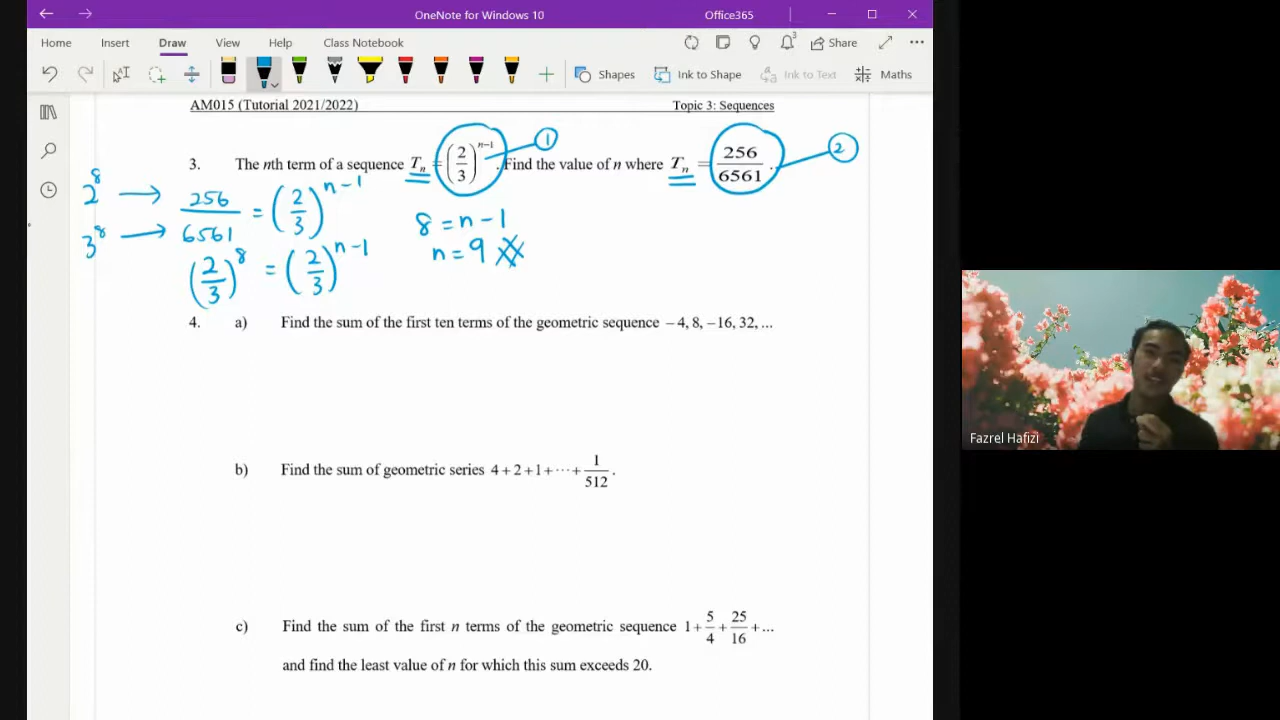 OneNote for Windows 10
Office365
Home Insert Draw View Help Class Notebook
3
Share
Shapes Ink to Shape Ink to Text Maths
AM015 (Tutorial 2021/2022) Topic 3: Sequences
3. The nth term of a sequence Tₙ = (2/3)ⁿ⁻¹. Find the value of n where Tₙ = 256/6561.
1
2
2⁸ → 256/6561 = (2/3)ⁿ⁻¹
3⁸ →
(2/3)⁸ = (2/3)ⁿ⁻¹
8 = n − 1
n = 9
4. a) Find the sum of the first ten terms of the geometric sequence −4, 8, −16, 32, ...
b) Find the sum of geometric series 4 + 2 + 1 + ⋯ + 1/512.
c) Find the sum of the first n terms of the geometric sequence 1 + 5/4 + 25/16 + ...
and find the least value of n for which this sum exceeds 20.
Fazrel Hafizi